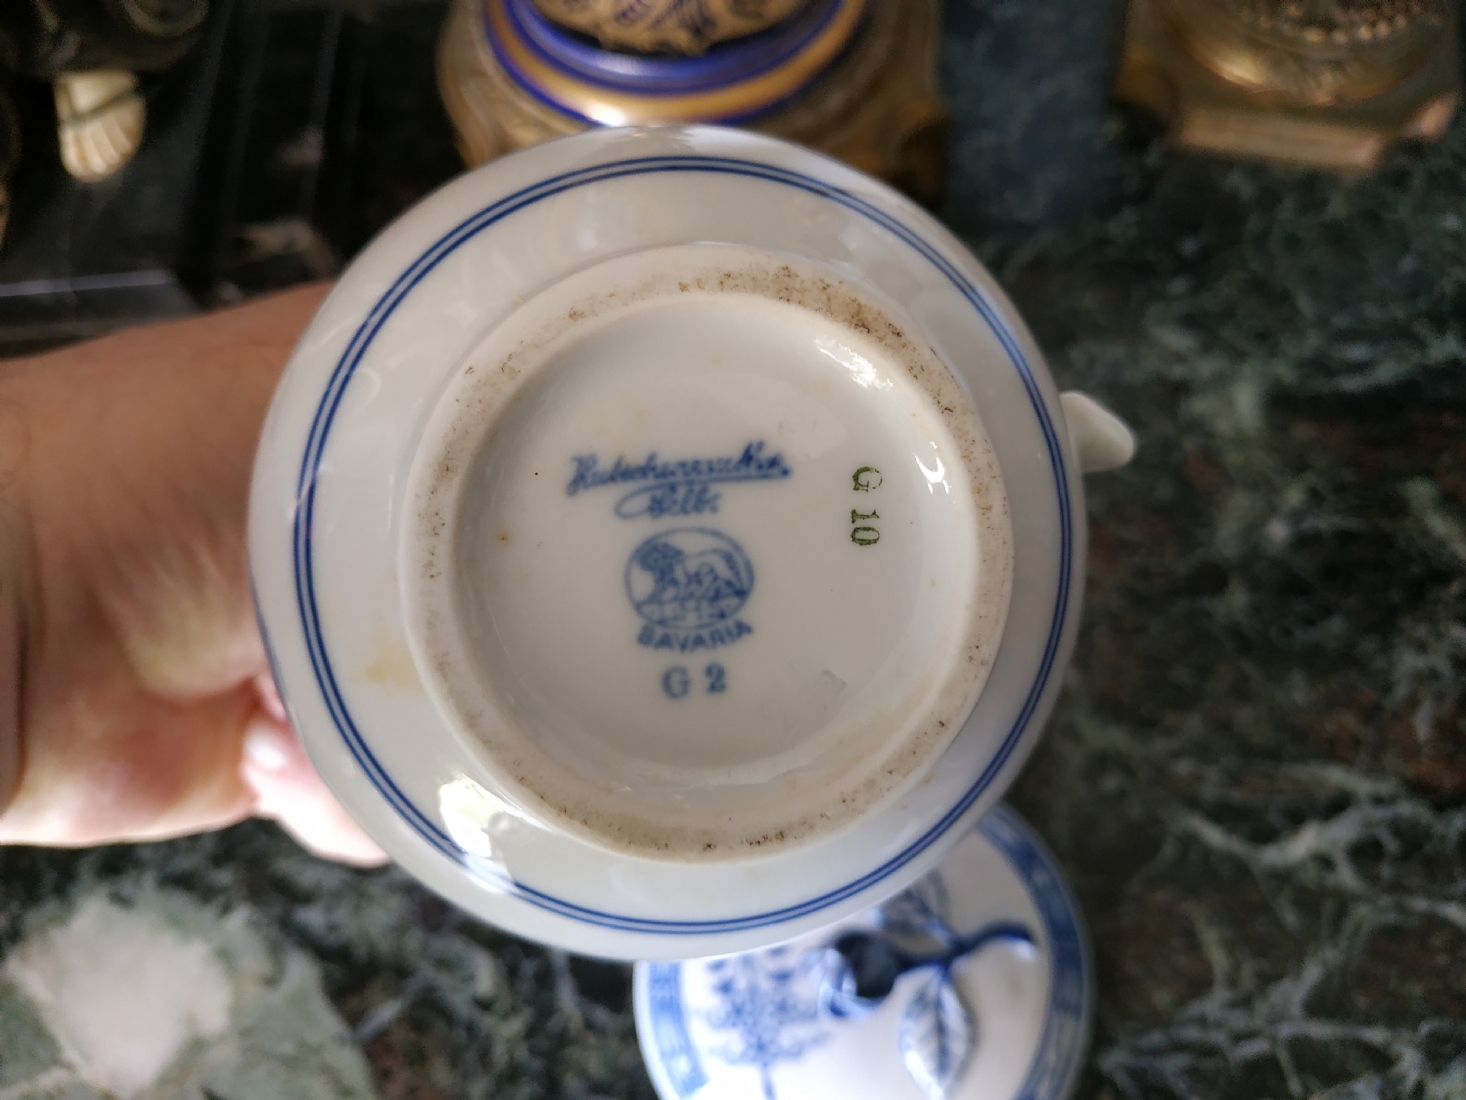 Hutschenreuther
Selb.
BAVARIA
G 2
G 10